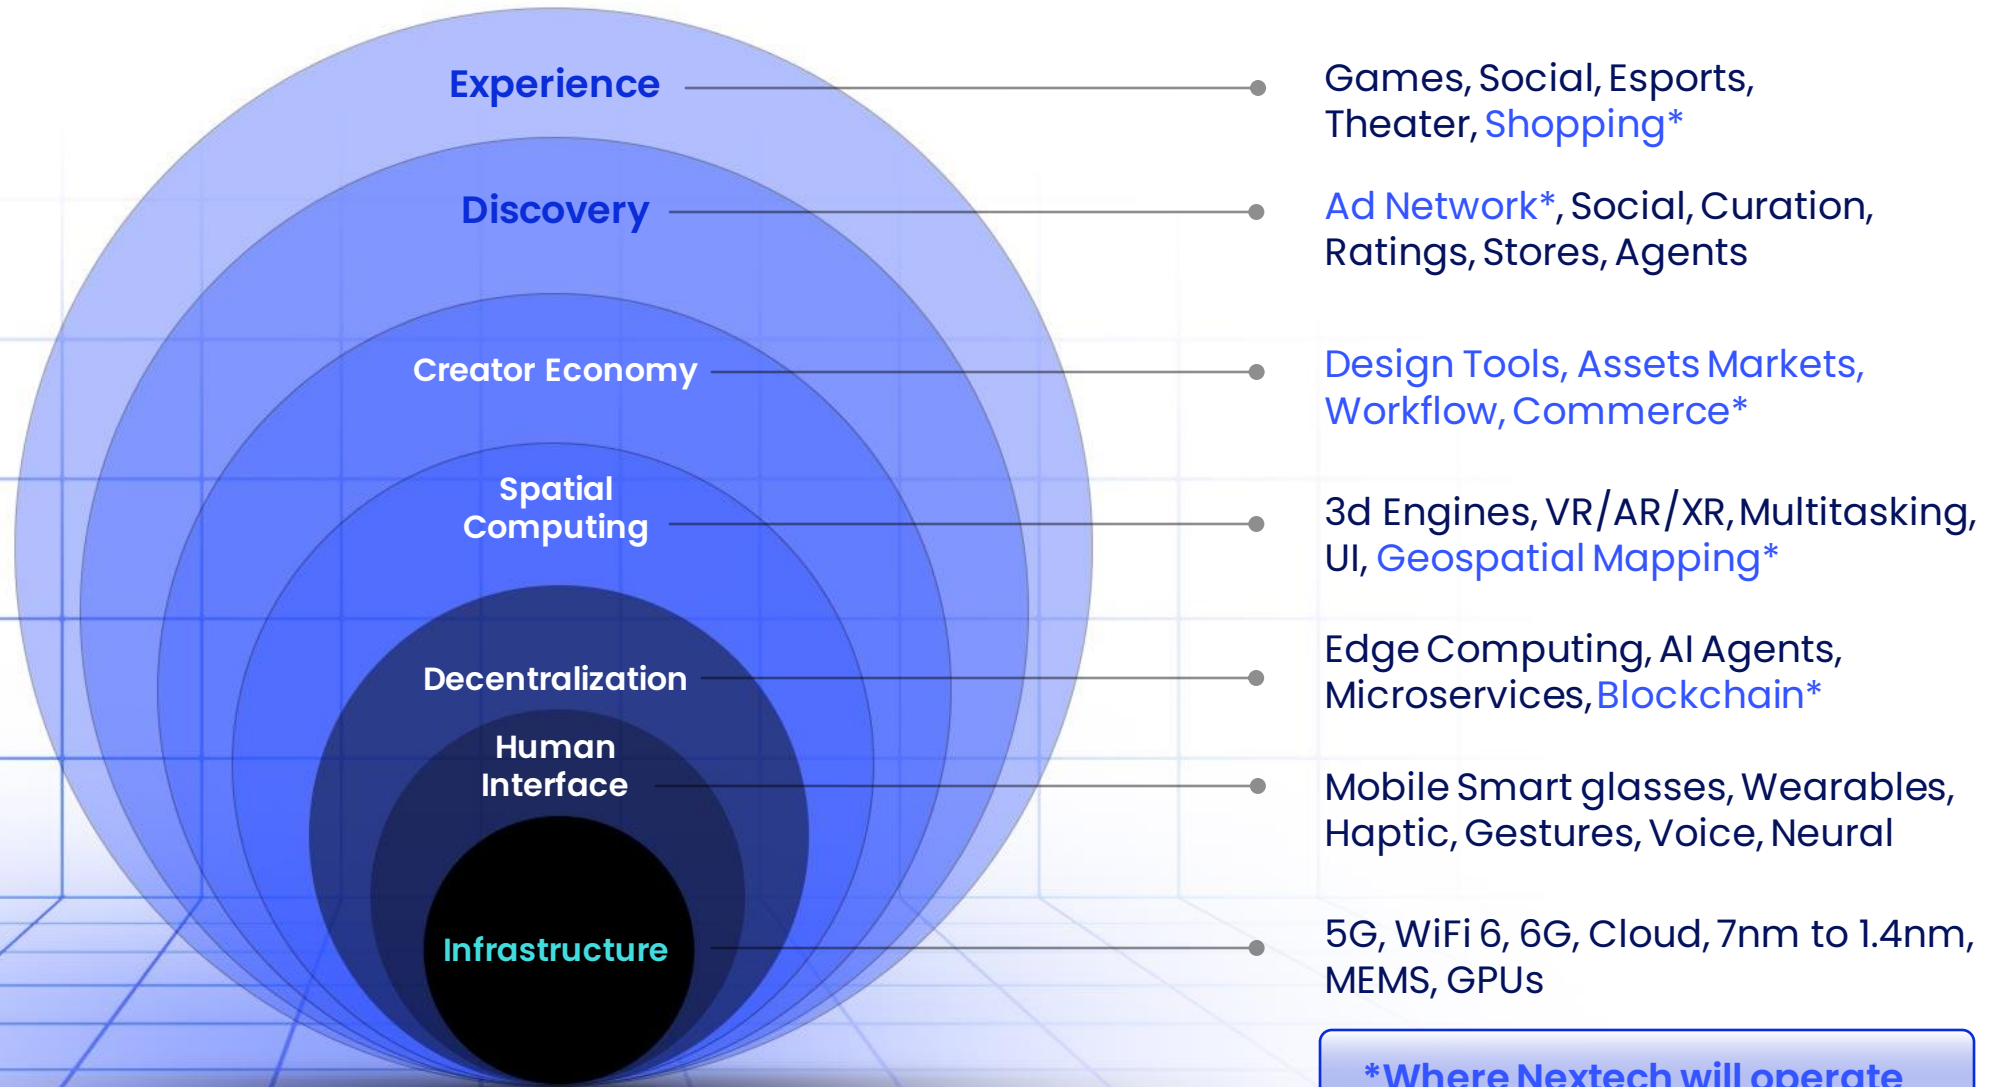 Experience
Games, Social, Esports,
Theater, Shopping*
Discovery
Ad Network*, Social, Curation,
Ratings, Stores, Agents
Creator Economy
Design Tools, Assets Markets,
Workflow, Commerce*
Spatial
Computing
3d Engines, VR/AR/XR, Multitasking,
UI, Geospatial Mapping*
Decentralization
Edge Computing, AI Agents,
Microservices, Blockchain*
Human
Interface
Mobile Smart glasses, Wearables,
Haptic, Gestures, Voice, Neural
Infrastructure
5G, WiFi 6, 6G, Cloud, 7nm to 1.4nm,
MEMS, GPUs
*Where Nextech will operate